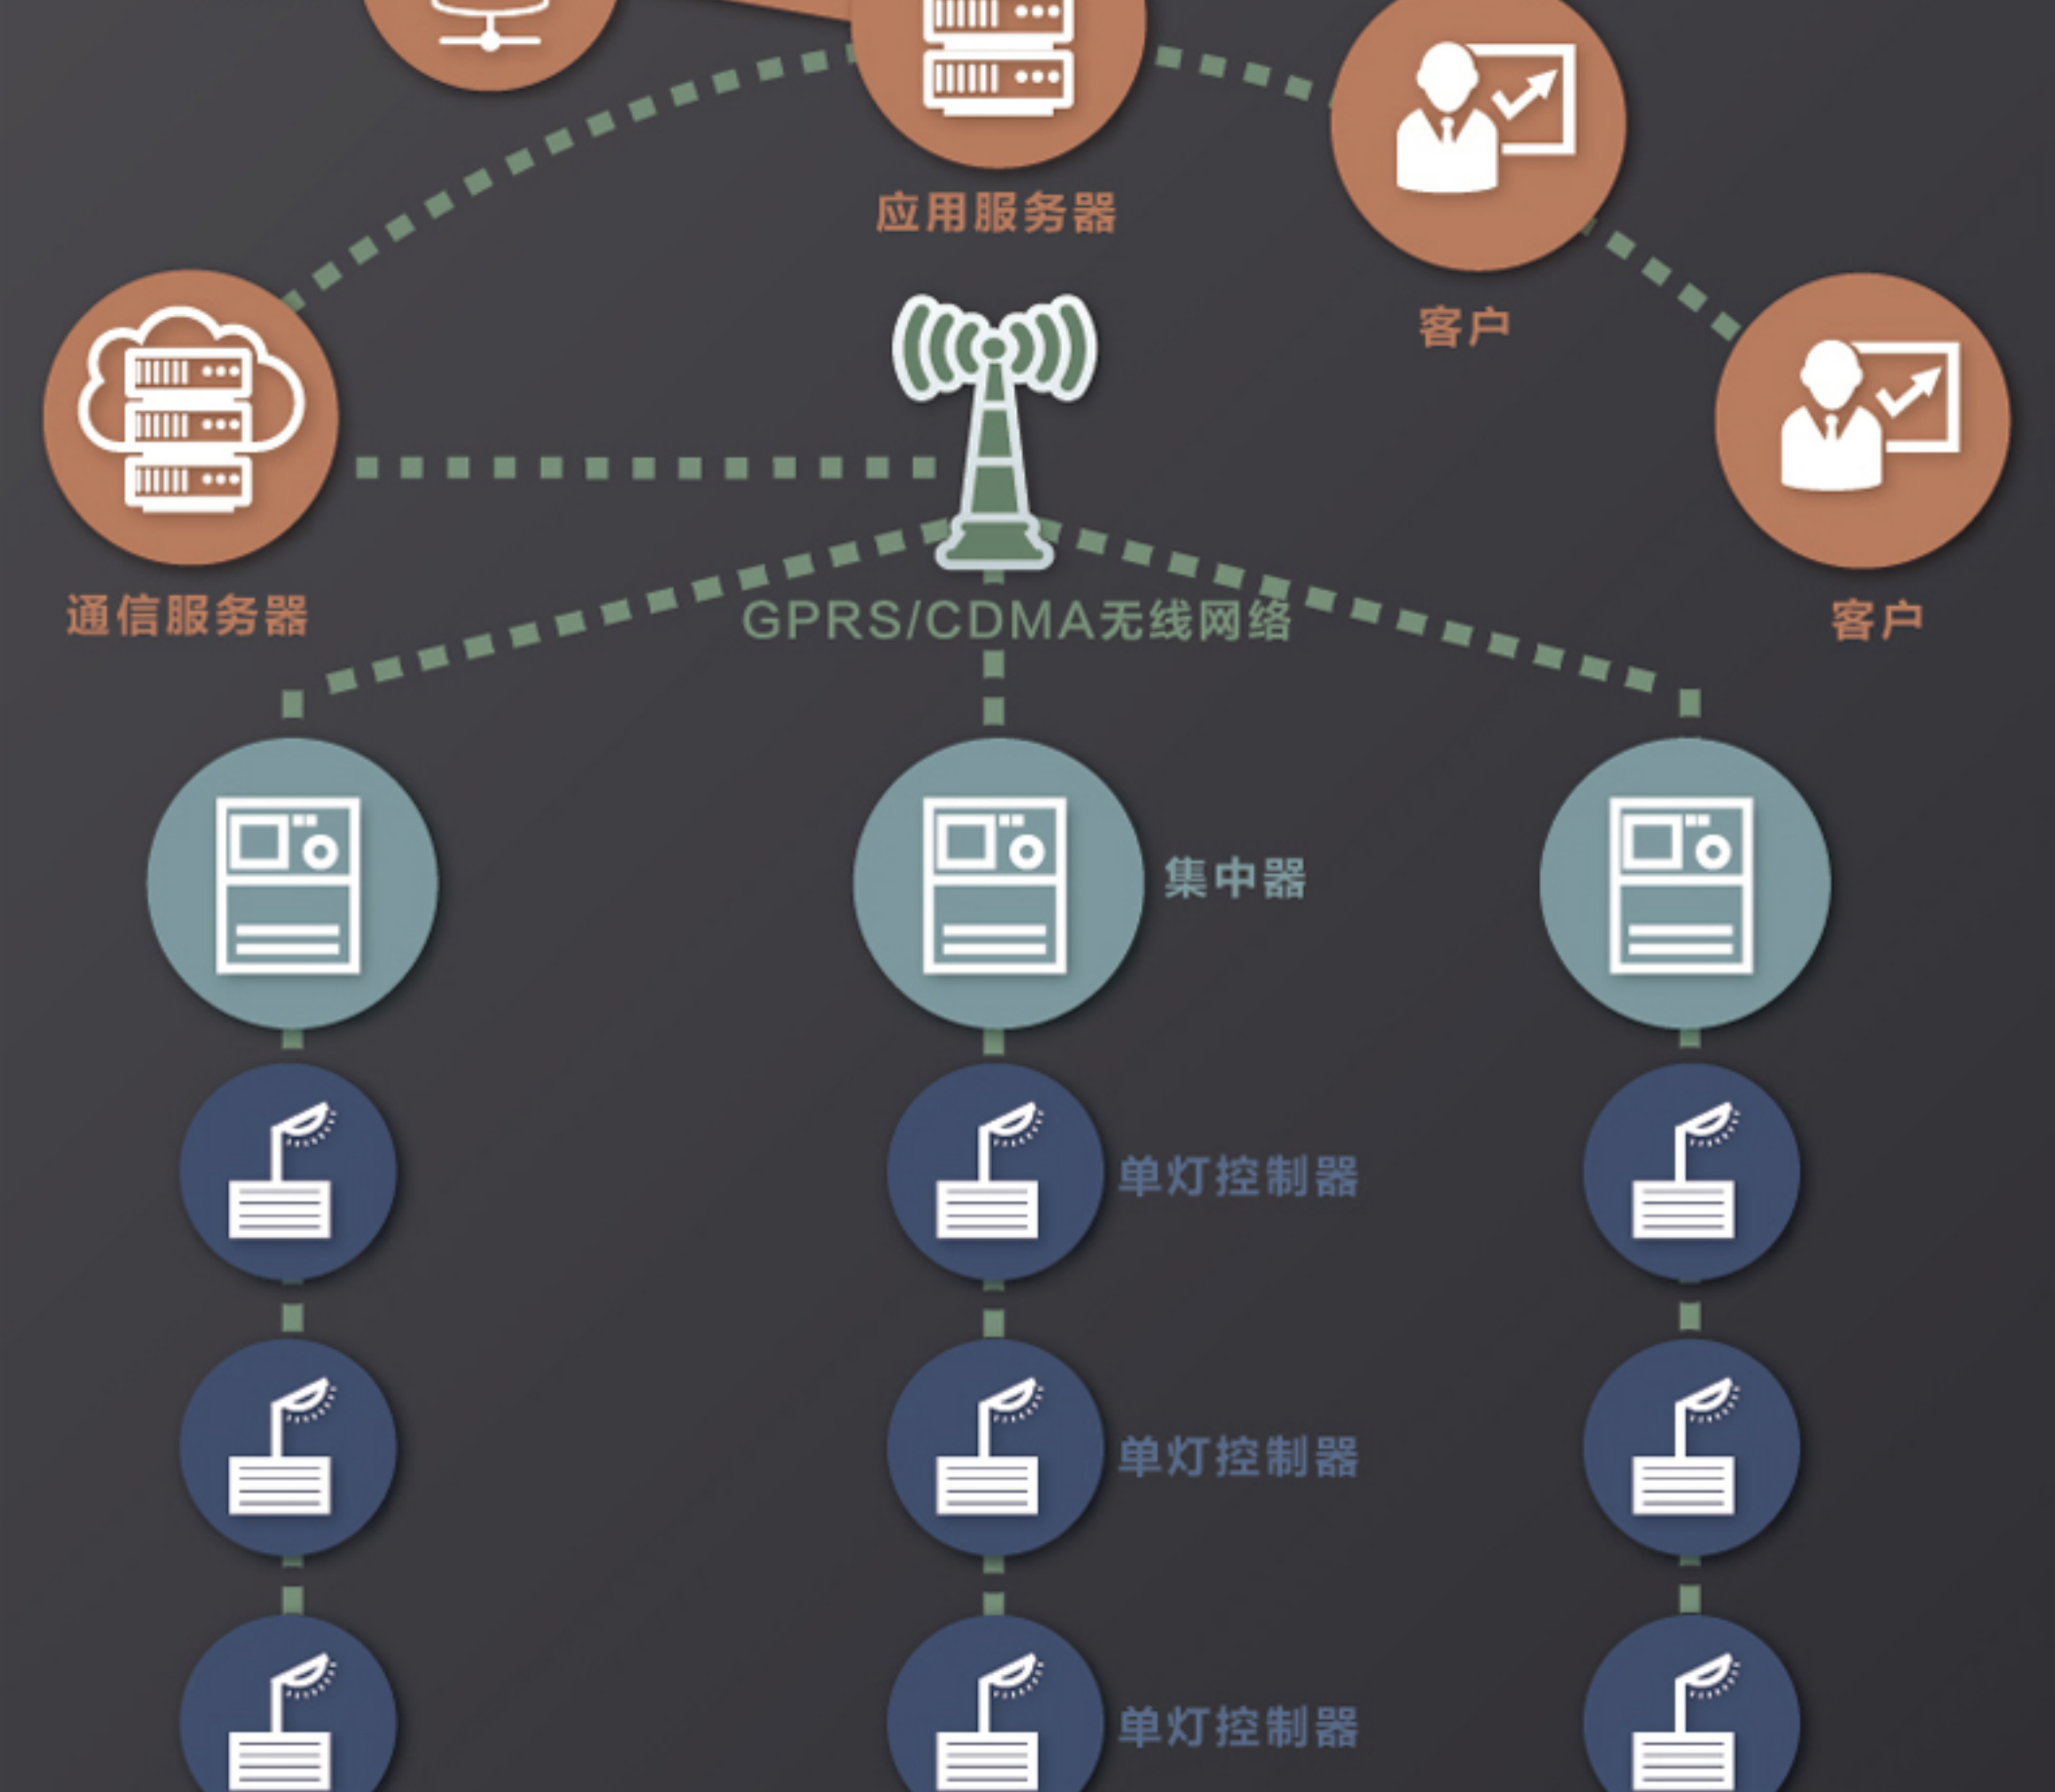 应用服务器
客户
通信服务器
GPRS/CDMA无线网络
客户
集中器
单灯控制器
单灯控制器
单灯控制器